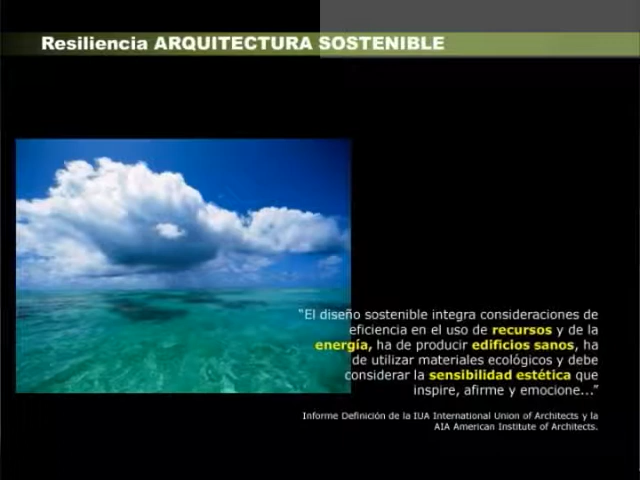 Resiliencia ARQUITECTURA SOSTENIBLE
“El diseño sostenible integra consideraciones de
eficiencia en el uso de recursos y de la
energía, ha de producir edificios sanos, ha
de utilizar materiales ecológicos y debe
considerar la sensibilidad estética que
inspire, afirme y emocione...”
Informe Definición de la IUA International Union of Architects y la
AIA American Institute of Architects.